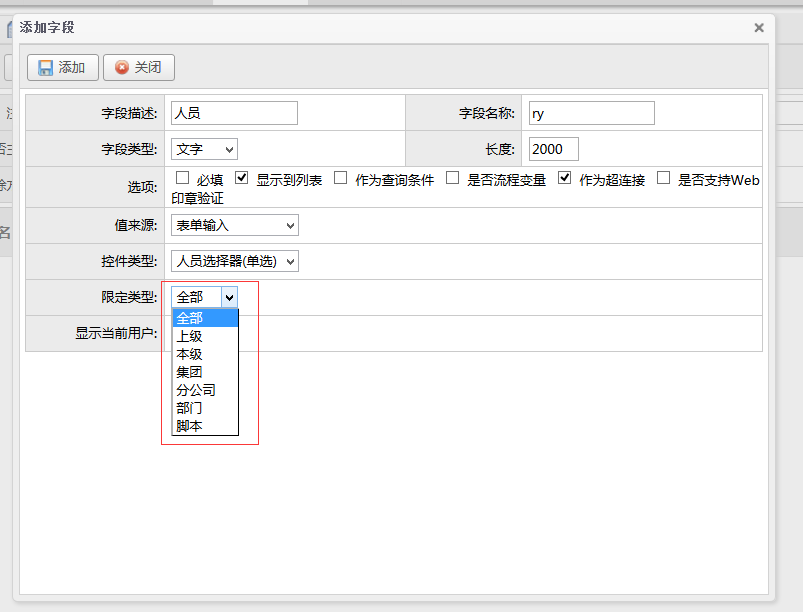 添加字段
添加 关闭
字段描述: 人员 字段名称: ry
字段类型: 文字 长度: 2000
选项: 必填 显示到列表 作为查询条件 是否流程变量 作为超连接 是否支持Web
印章验证
值来源: 表单输入
控件类型: 人员选择器(单选)
限定类型: 全部
全部
显示当前用户: 上级
本级
集团
分公司
部门
脚本